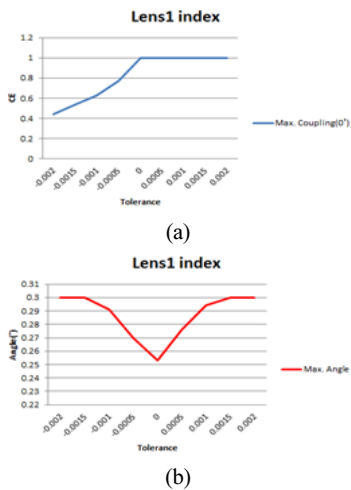 Lens1 index
1.2
1
0.8
0.6
0.4
0.2
0
CE
-0.002 -0.0015 -0.001 -0.0005 0 0.0005 0.001 0.0015 0.002
Tolerance
Max. Coupling(0°)
(a)
Lens1 index
0.31
0.3
0.29
0.28
0.27
0.26
0.25
0.24
0.23
0.22
Angle(°)
-0.002 -0.0015 -0.001 -0.0005 0 0.0005 0.001 0.0015 0.002
Tolerance
Max. Angle
(b)